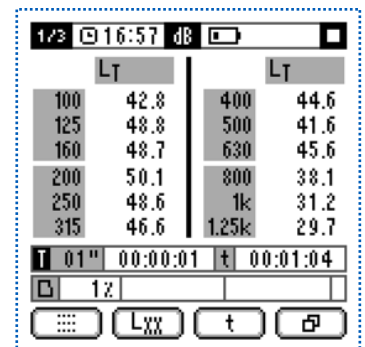 1/3 16:57 dB
LT LT
100 42.8 400 44.6
125 48.8 500 41.6
160 48.7 630 45.6
200 50.1 800 38.1
250 48.6 1k 31.2
315 46.6 1.25k 29.7
T 01" 00:00:01 t 00:01:04
1%
LXX t